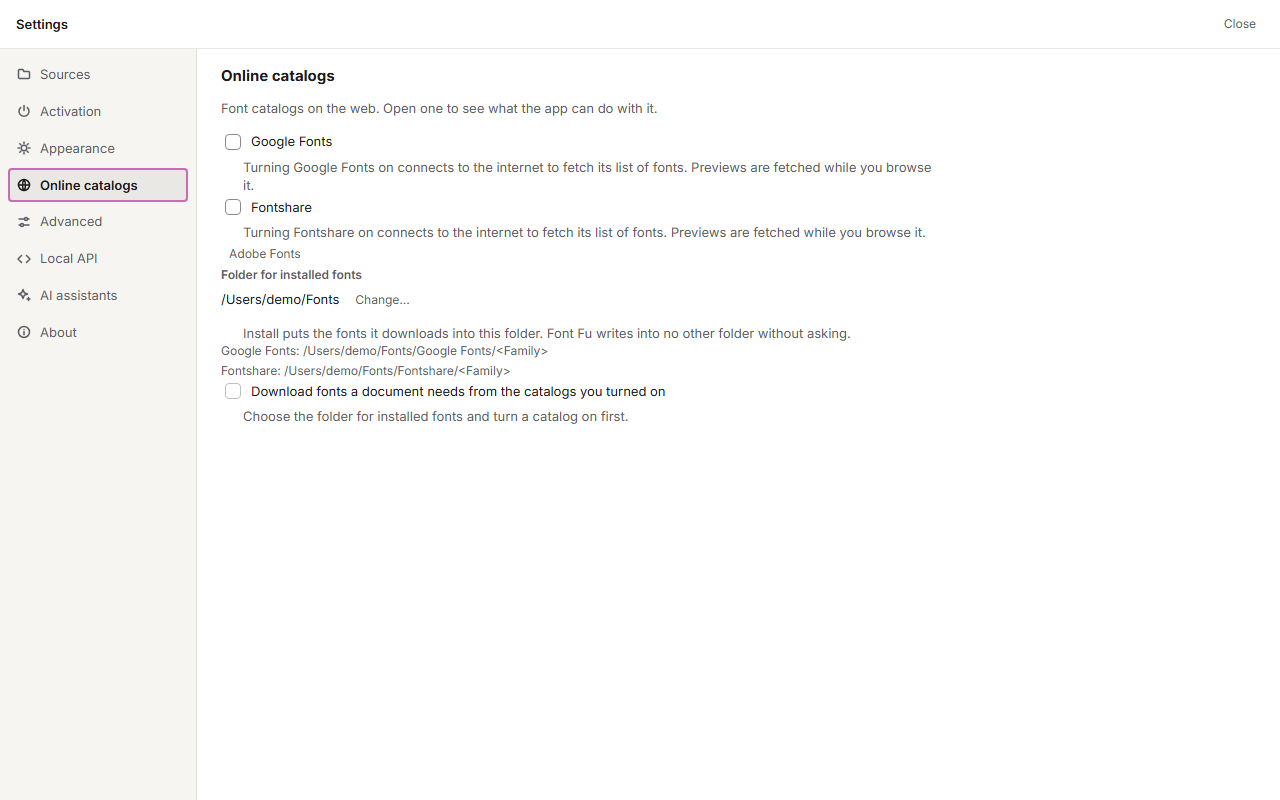 Settings
Close
Sources
Activation
Appearance
Online catalogs
Advanced
Local API
AI assistants
About
Online catalogs
Font catalogs on the web. Open one to see what the app can do with it.
Google Fonts
Turning Google Fonts on connects to the internet to fetch its list of fonts. Previews are fetched while you browse
it.
Fontshare
Turning Fontshare on connects to the internet to fetch its list of fonts. Previews are fetched while you browse it.
Adobe Fonts
Folder for installed fonts
/Users/demo/Fonts Change...
Install puts the fonts it downloads into this folder. Font Fu writes into no other folder without asking.
Google Fonts: /Users/demo/Fonts/Google Fonts/<Family>
Fontshare: /Users/demo/Fonts/Fontshare/<Family>
Download fonts a document needs from the catalogs you turned on
Choose the folder for installed fonts and turn a catalog on first.